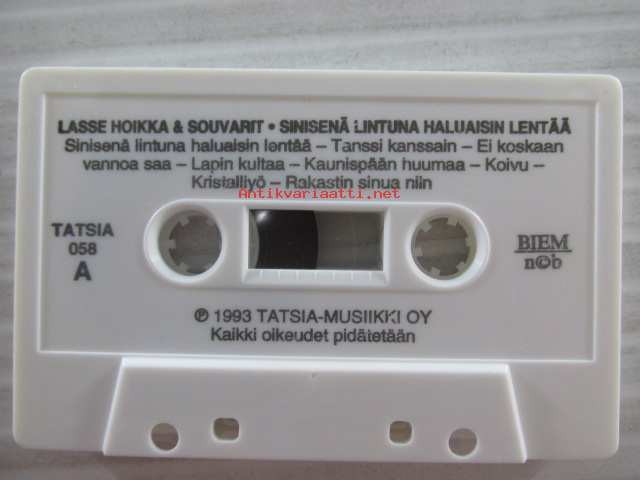 LASSE HOIKKA & SOUVARIT • SINISENÄ LINTUNA HALUAISIN LENTÄÄ
Sinisenä lintuna haluaisin lentää – Tanssi kanssain – Ei koskaan
vannoa saa – Lapin kultaa – Kaunispään huumaa – Koivu –
Kristalliyö – Rakastin sinua niin
Antikvariaatti.net
TATSIA
058
A
BIEM
n©b
℗ 1993 TATSIA-MUSIIKKI OY
Kaikki oikeudet pidätetään